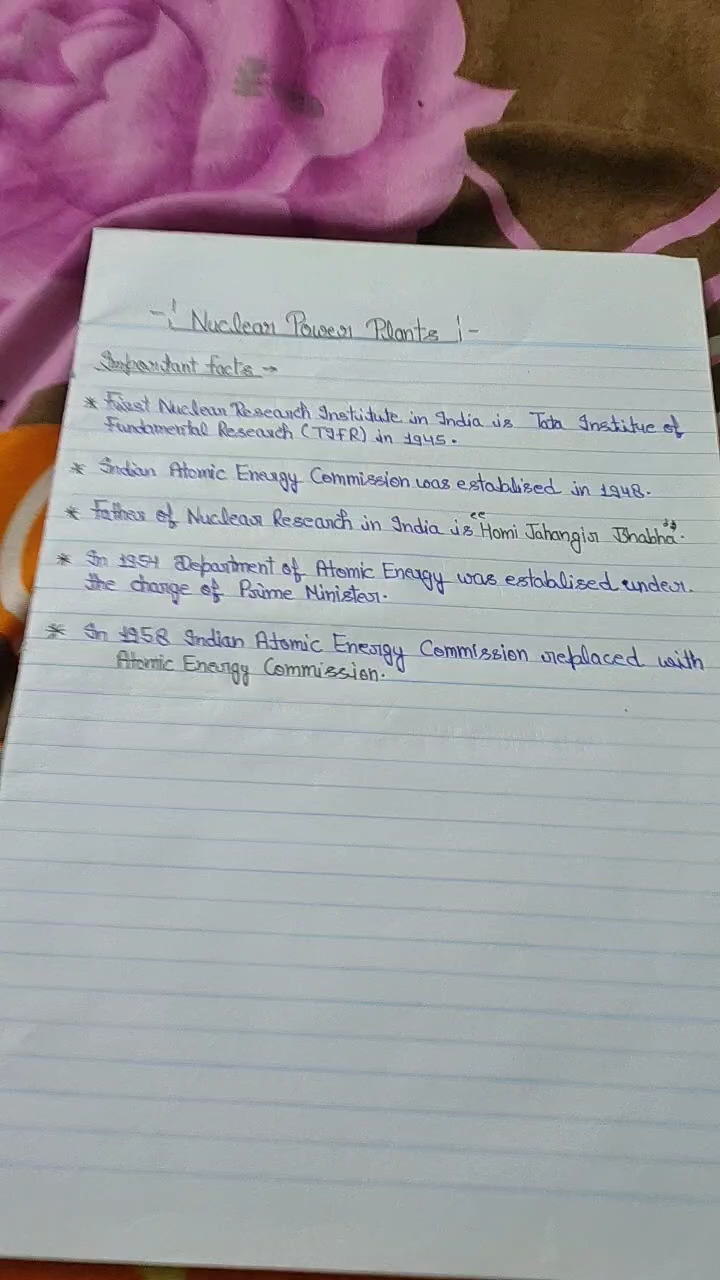 -: Nuclear Power Plants :-
Important facts →
* First Nuclear Research Institute in India is Tata Institue of
Fundamental Research (TIFR) in 1945.
* Indian Atomic Energy Commission was establised in 1948.
* Father of Nuclear Research in India is "Homi Jahangir Bhabha".
* In 1954 Department of Atomic Energy was establised under
the charge of Prime Minister.
* In 1958 Indian Atomic Energy Commission replaced with
Atomic Energy Commission.